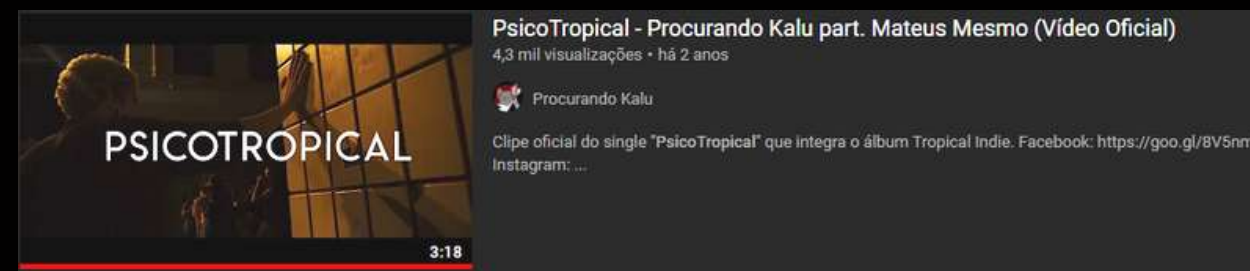 PSICOTROPICAL
3:18
PsicoTropical - Procurando Kalu part. Mateus Mesmo (Vídeo Oficial)
4,3 mil visualizações • há 2 anos
Procurando Kalu
Clipe oficial do single "PsicoTropical" que integra o álbum Tropical Indie. Facebook: https://goo.gl/8V5nm
Instagram: ...